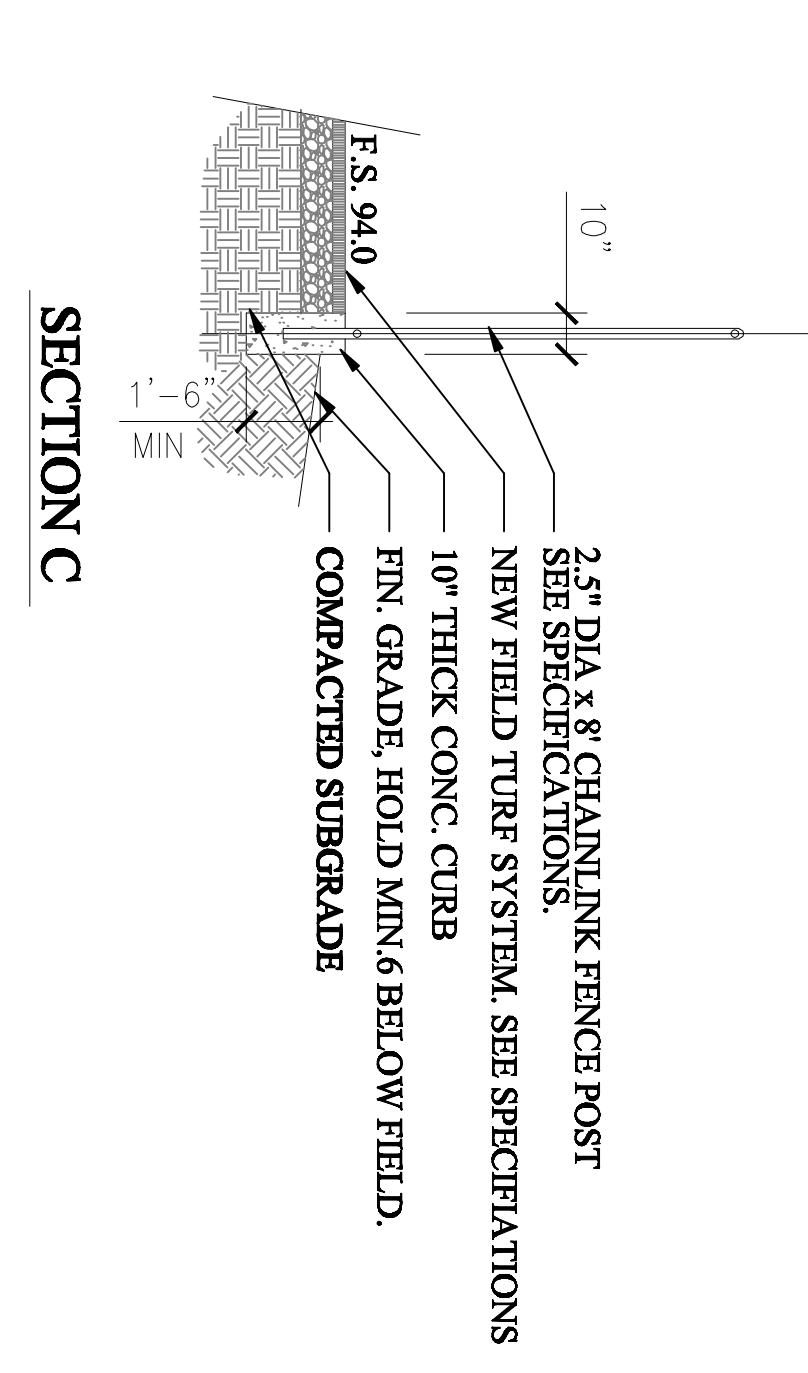 10”
F.S. 94.0
2.5" DIA x 8' CHAINLINK FENCE POST
SEE SPECIFICATIONS.
NEW FIELD TURF SYSTEM. SEE SPECIFIATIONS
10" THICK CONC. CURB
FIN. GRADE, HOLD MIN.6 BELOW FIELD.
COMPACTED SUBGRADE
1'-6”
MIN
SECTION C